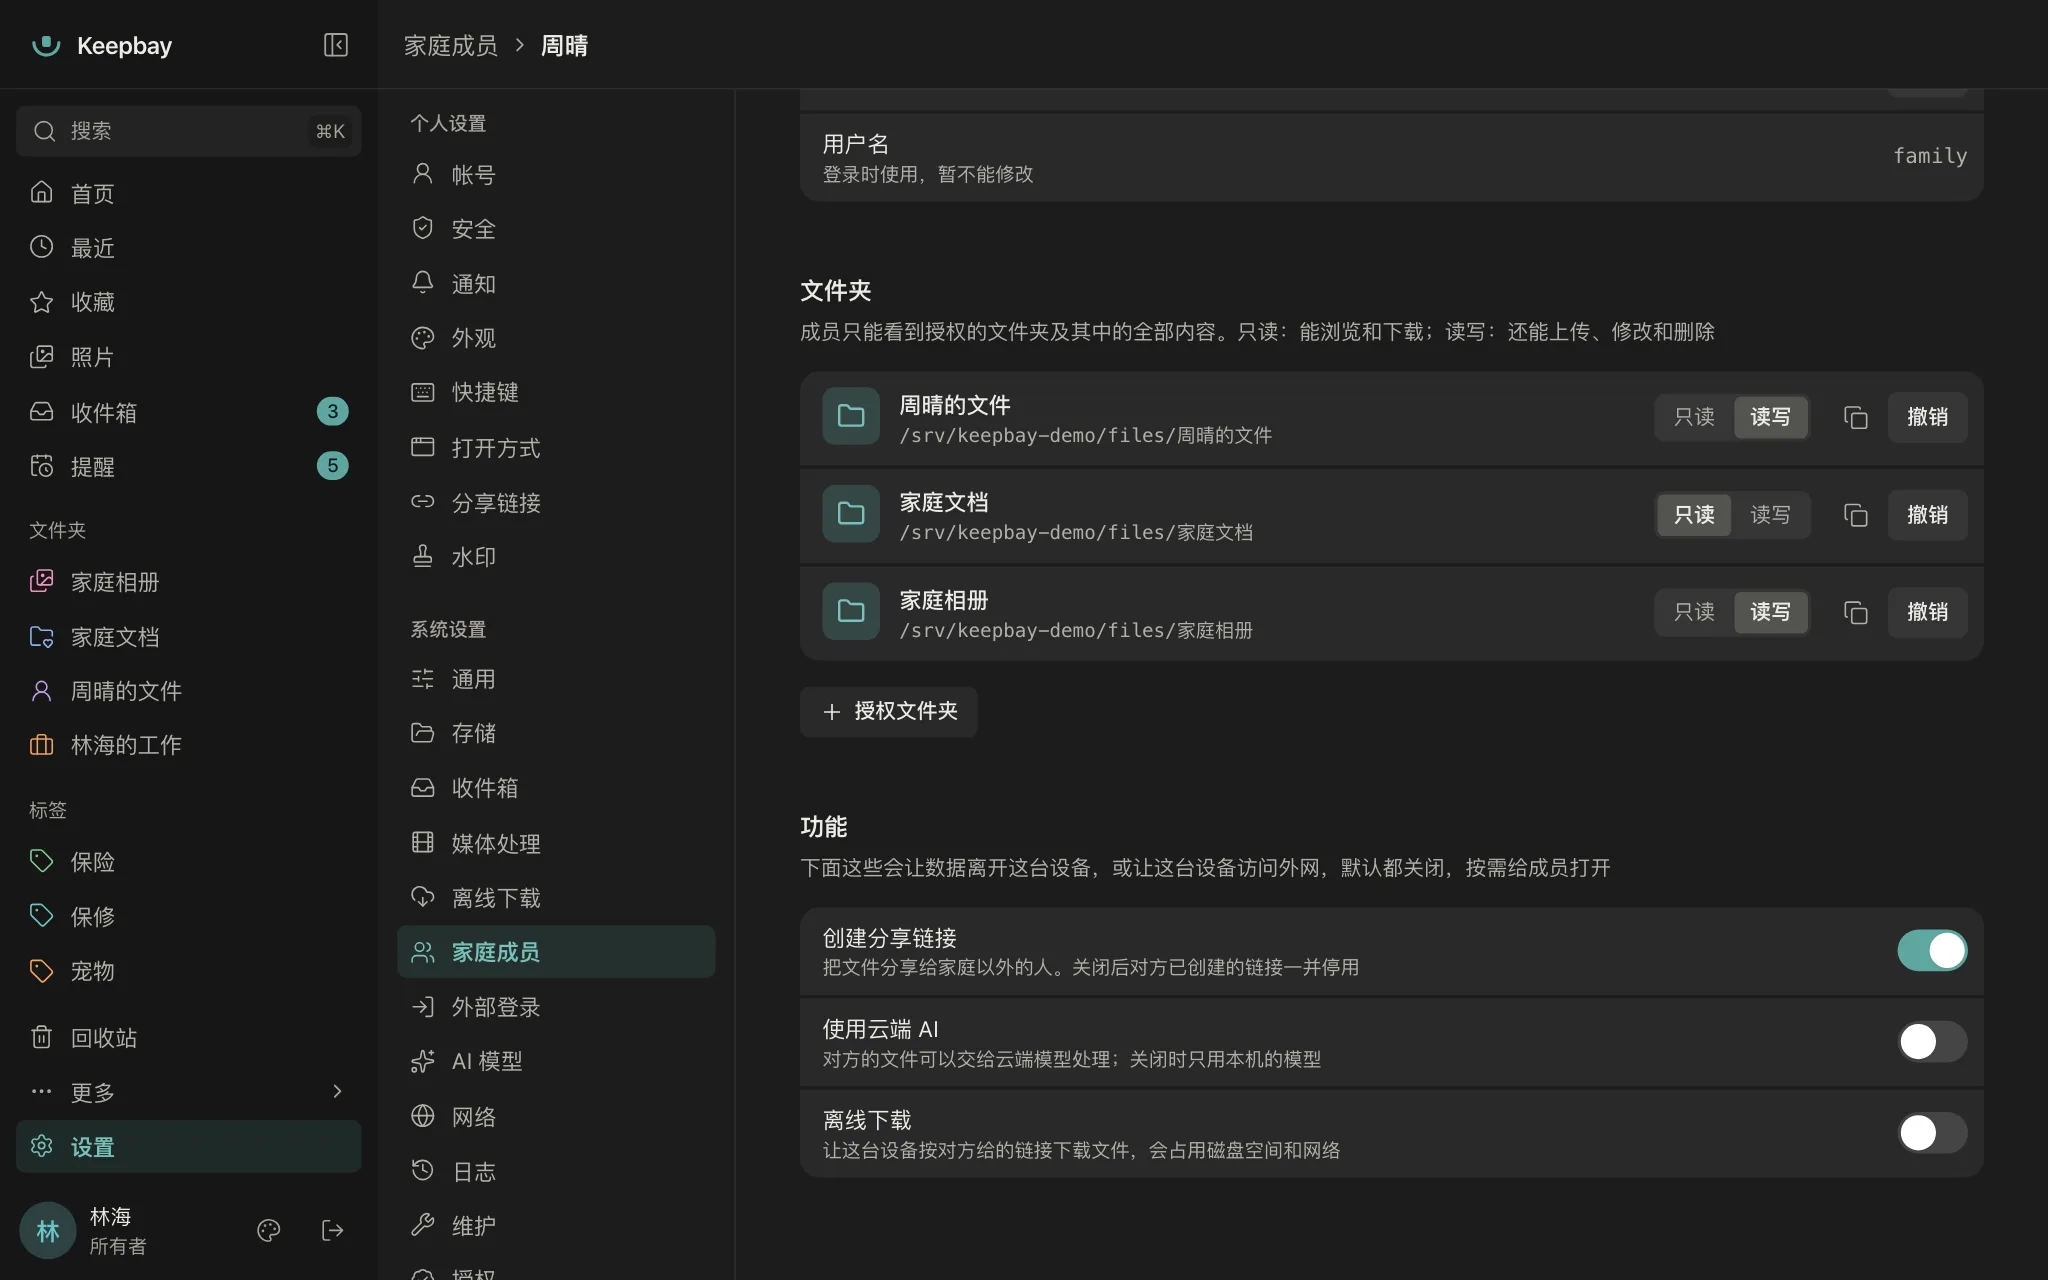 Keepbay
搜索 ⌘K
首页
最近
收藏
照片
收件箱 3
提醒 5
文件夹
家庭相册
家庭文档
周晴的文件
林海的工作
标签
保险
保修
宠物
回收站
更多
设置
林 林海
所有者
家庭成员 > 周晴
个人设置
帐号
安全
通知
外观
快捷键
打开方式
分享链接
水印
系统设置
通用
存储
收件箱
媒体处理
离线下载
家庭成员
外部登录
AI 模型
网络
日志
维护
授权
用户名
登录时使用，暂不能修改
family
文件夹
成员只能看到授权的文件夹及其中的全部内容。只读：能浏览和下载；读写：还能上传、修改和删除
周晴的文件
/srv/keepbay-demo/files/周晴的文件
只读 读写 撤销
家庭文档
/srv/keepbay-demo/files/家庭文档
只读 读写 撤销
家庭相册
/srv/keepbay-demo/files/家庭相册
只读 读写 撤销
授权文件夹
功能
下面这些会让数据离开这台设备，或让这台设备访问外网，默认都关闭，按需给成员打开
创建分享链接
把文件分享给家庭以外的人。关闭后对方已创建的链接一并停用
使用云端 AI
对方的文件可以交给云端模型处理；关闭时只用本机的模型
离线下载
让这台设备按对方给的链接下载文件，会占用磁盘空间和网络